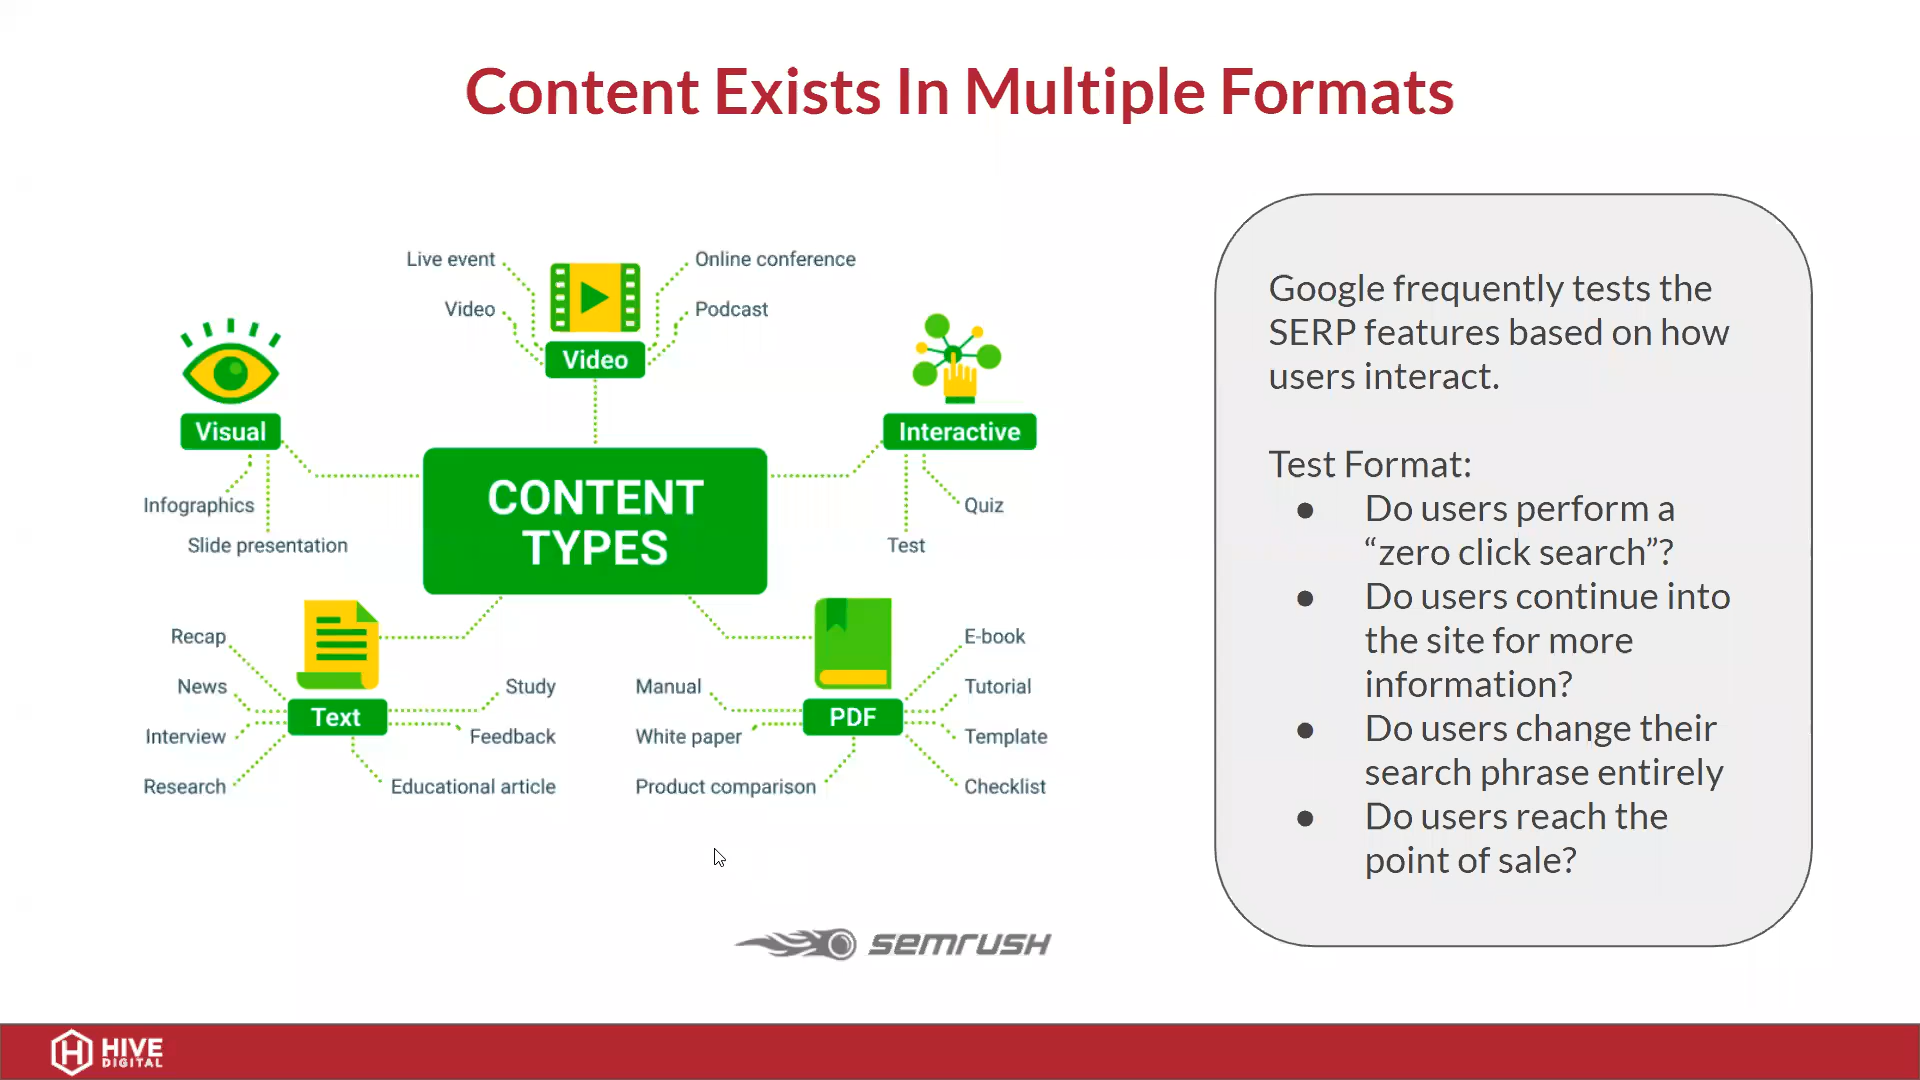 Content Exists In Multiple Formats
Live event
Online conference
Video
Podcast
Video
Visual
Interactive
Infographics
Slide presentation
Quiz
Test
CONTENT
TYPES
Recap
News
Interview
Research
Text
Study
Feedback
Educational article
Manual
White paper
Product comparison
PDF
E-book
Tutorial
Template
Checklist
semrush
Google frequently tests the
SERP features based on how
users interact.
Test Format:
● Do users perform a
“zero click search”?
● Do users continue into
the site for more
information?
● Do users change their
search phrase entirely
● Do users reach the
point of sale?
HIVE
DIGITAL